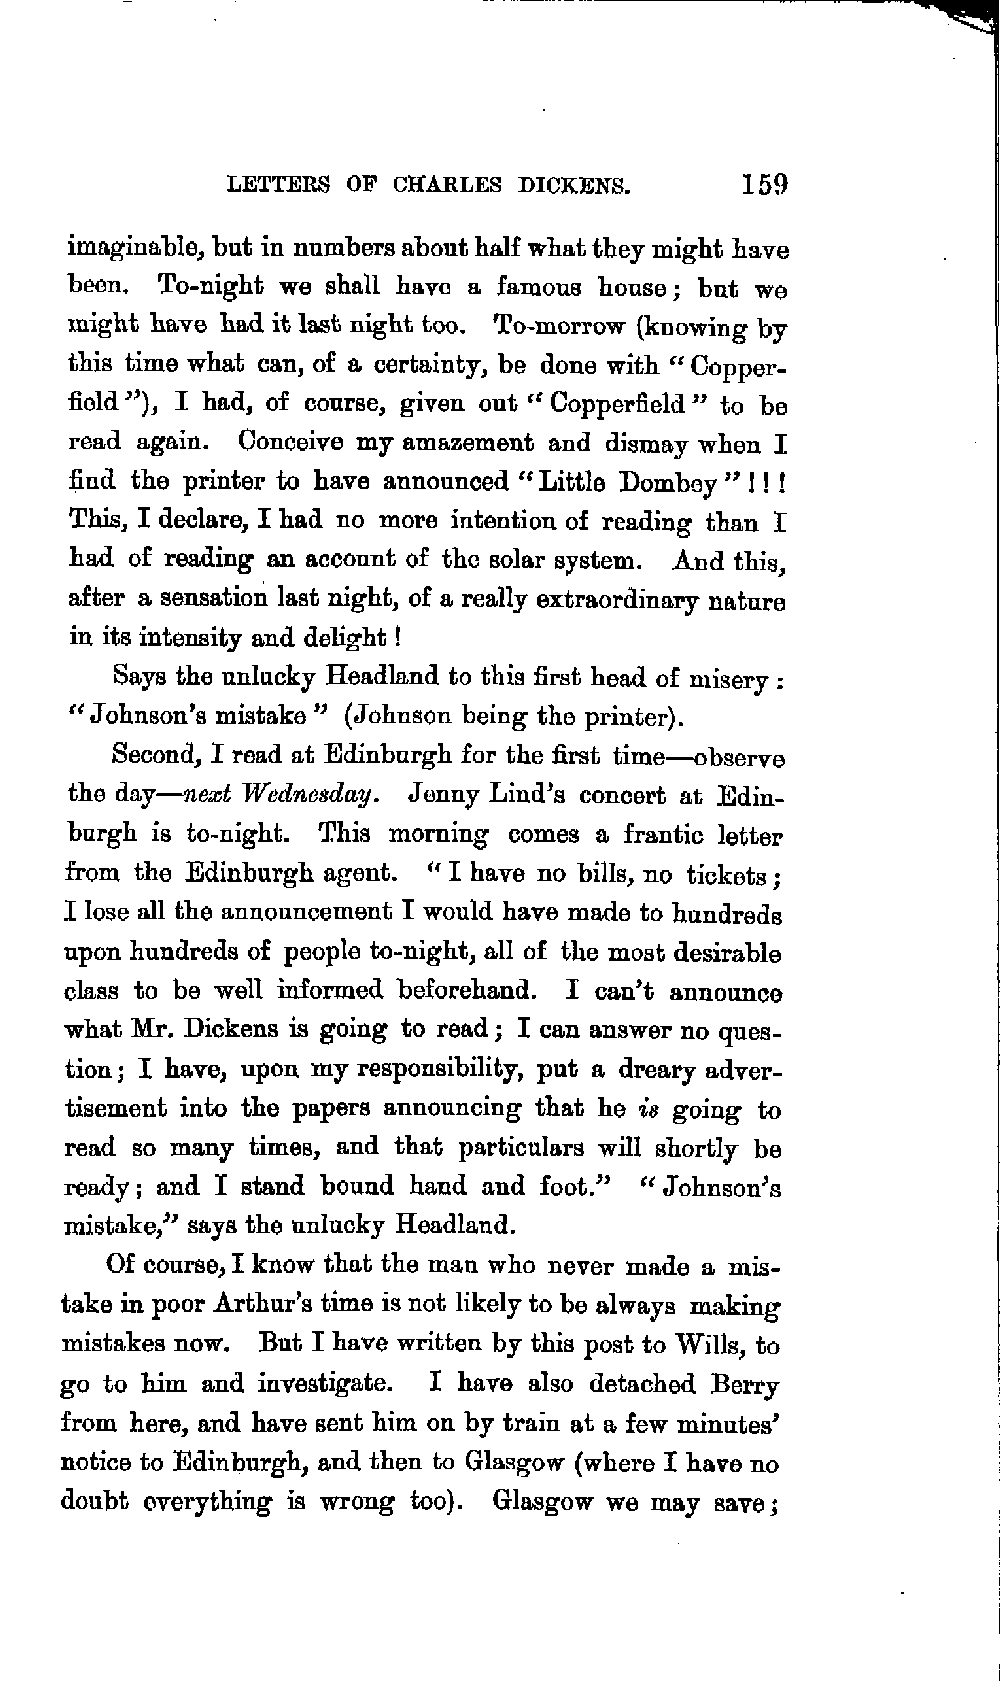 LETTERS OF CHARLES DICKENS. 159
imaginable, but in numbers about half what they might have
been. To-night we shall have a famous house; but we
might have had it last night too. To-morrow (knowing by
this time what can, of a certainty, be done with “Copper-
field”), I had, of course, given out “Copperfield” to be
read again. Conceive my amazement and dismay when I
find the printer to have announced “Little Dombey”!!!
This, I declare, I had no more intention of reading than I
had of reading an account of the solar system. And this,
after a sensation last night, of a really extraordinary nature
in its intensity and delight!
Says the unlucky Headland to this first head of misery:
“Johnson’s mistake” (Johnson being the printer).
Second, I read at Edinburgh for the first time—observe
the day—next Wednesday. Jenny Lind’s concert at Edin-
burgh is to-night. This morning comes a frantic letter
from the Edinburgh agent. “I have no bills, no tickets;
I lose all the announcement I would have made to hundreds
upon hundreds of people to-night, all of the most desirable
class to be well informed beforehand. I can’t announce
what Mr. Dickens is going to read; I can answer no ques-
tion; I have, upon my responsibility, put a dreary adver-
tisement into the papers announcing that he is going to
read so many times, and that particulars will shortly be
ready; and I stand bound hand and foot.” “Johnson’s
mistake,” says the unlucky Headland.
Of course, I know that the man who never made a mis-
take in poor Arthur’s time is not likely to be always making
mistakes now. But I have written by this post to Wills, to
go to him and investigate. I have also detached Berry
from here, and have sent him on by train at a few minutes’
notice to Edinburgh, and then to Glasgow (where I have no
doubt everything is wrong too). Glasgow we may save;